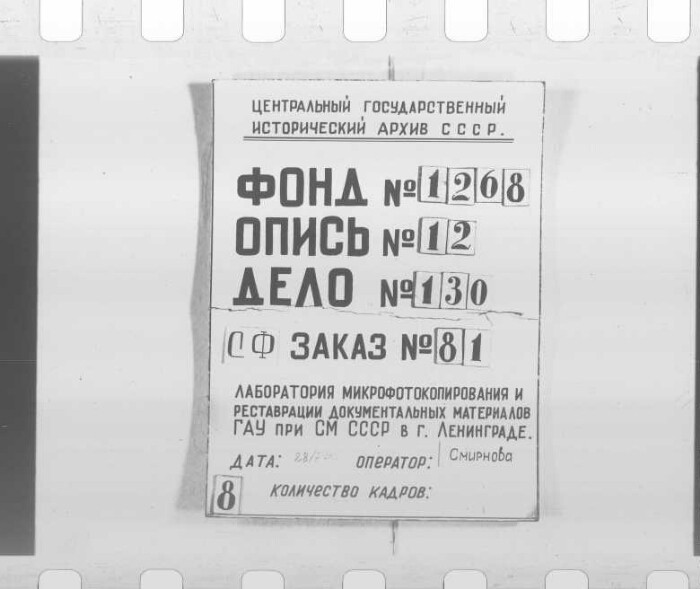 ЦЕНТРАЛЬНЫЙ ГОСУДАРСТВЕННЫЙ
ИСТОРИЧЕСКИЙ АРХИВ СССР.
ФОНД №1268
ОПИСЬ №12
ДЕЛО №130
СФ ЗАКАЗ №81
ЛАБОРАТОРИЯ МИКРОФОТОКОПИРОВАНИЯ И
РЕСТАВРАЦИИ ДОКУМЕНТАЛЬНЫХ МАТЕРИАЛОВ
ГАУ ПРИ СМ СССР В Г. ЛЕНИНГРАДЕ.
ДАТА: ОПЕРАТОР: Смирнова
8 КОЛИЧЕСТВО КАДРОВ: